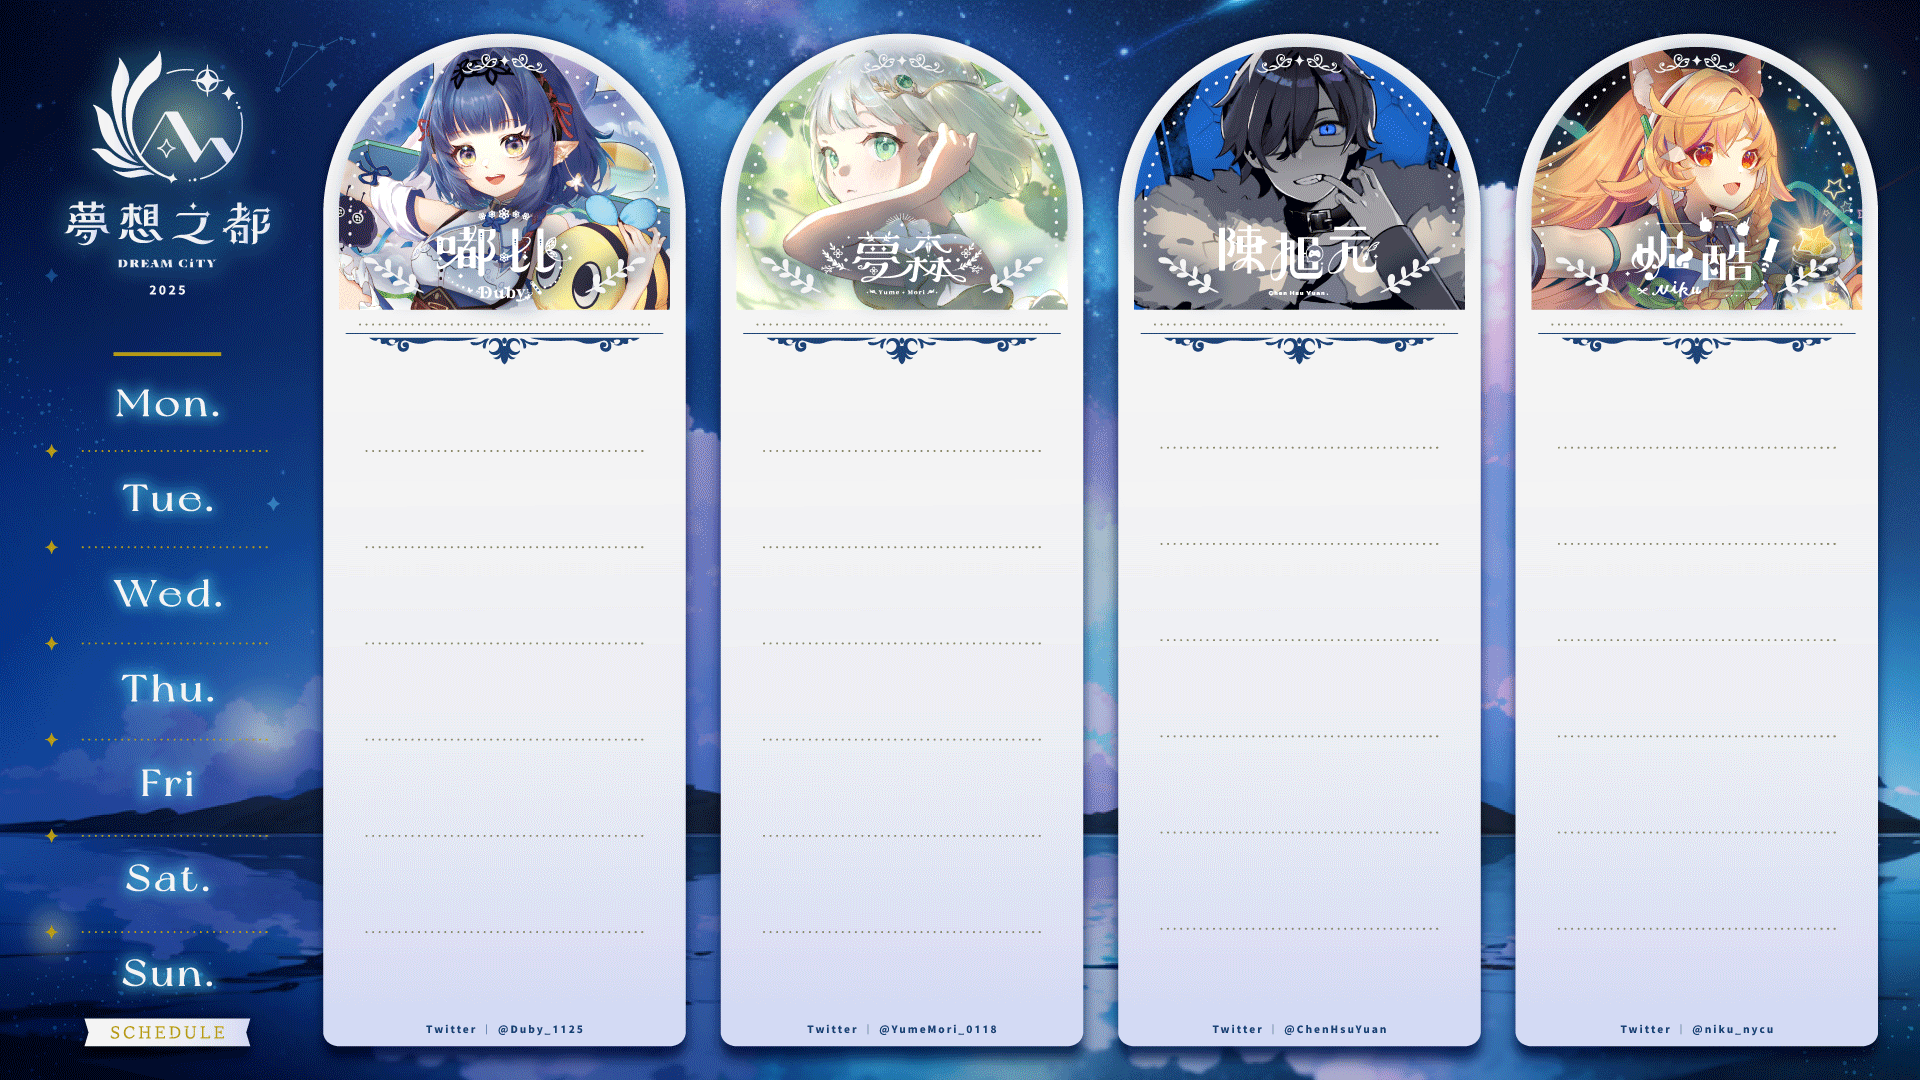 夢想之都
DREAM CiTY
2025
Mon.
Tue.
Wed.
Thu.
Fri
Sat.
Sun.
SCHEDULE
嘟比
Duby
Twitter | @Duby_1125
夢森
Yume • Mori
Twitter | @YumeMori_0118
陳旭元
Chen Hsu Yuan.
Twitter | @ChenHsuYuan
妮酷!
× Niku
Twitter | @niku_nycu